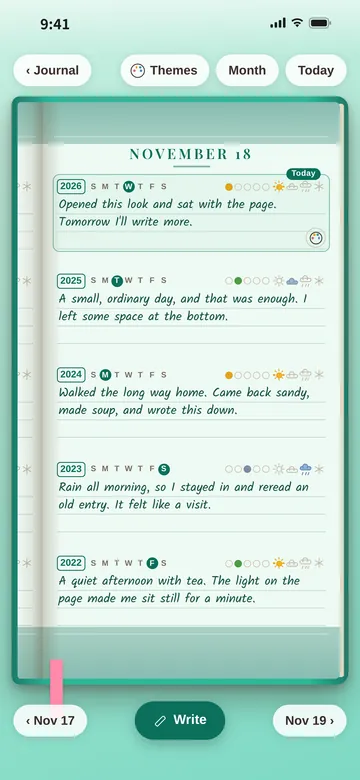 9:41
‹ Journal
Themes
Month
Today
NOVEMBER 18
Today
2026 S M T W T F S
Opened this look and sat with the page.
Tomorrow I'll write more.
2025 S M T W T F S
A small, ordinary day, and that was enough. I
left some space at the bottom.
2024 S M T W T F S
Walked the long way home. Came back sandy,
made soup, and wrote this down.
2023 S M T W T F S
Rain all morning, so I stayed in and reread an
old entry. It felt like a visit.
2022 S M T W T F S
A quiet afternoon with tea. The light on the
page made me sit still for a minute.
‹ Nov 17
Write
Nov 19 ›